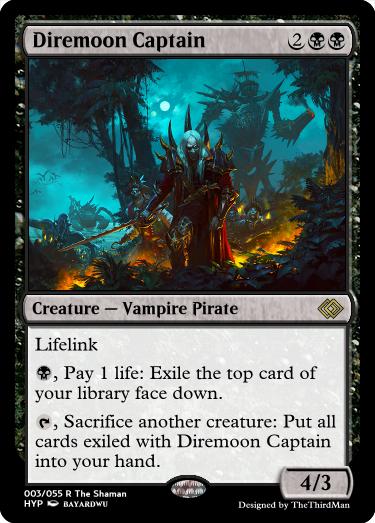 Diremoon Captain 2
Creature — Vampire Pirate
Lifelink
, Pay 1 life: Exile the top card of
your library face down.
, Sacrifice another creature: Put all
cards exiled with Diremoon Captain
into your hand.
4/3
003/055 R The Shaman
HYP BAYARDWU
Designed by TheThirdMan